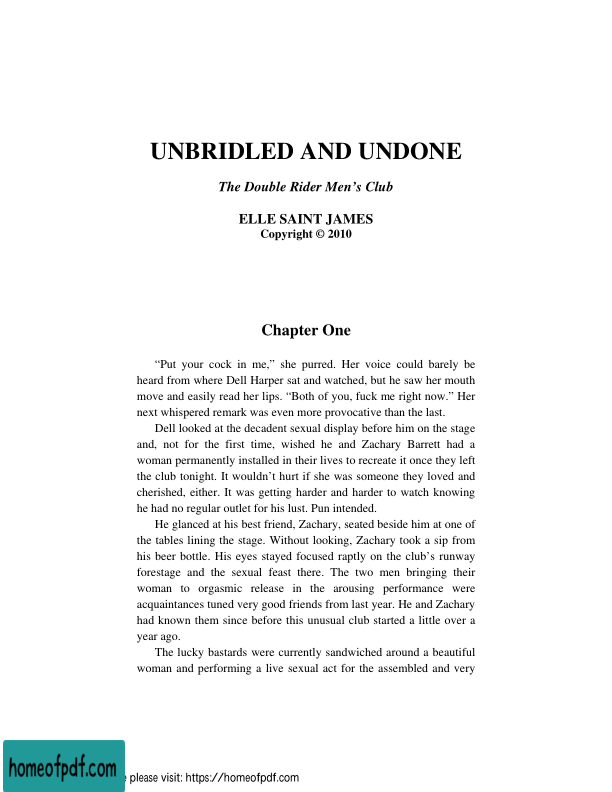 UNBRIDLED AND UNDONE
The Double Rider Men’s Club
ELLE SAINT JAMES
Copyright © 2010
Chapter One
“Put your cock in me,” she purred. Her voice could barely be
heard from where Dell Harper sat and watched, but he saw her mouth
move and easily read her lips. “Both of you, fuck me right now.” Her
next whispered remark was even more provocative than the last.
Dell looked at the decadent sexual display before him on the stage
and, not for the first time, wished he and Zachary Barrett had a
woman permanently installed in their lives to recreate it once they left
the club tonight. It wouldn’t hurt if she was someone they loved and
cherished, either. It was getting harder and harder to watch knowing
he had no regular outlet for his lust. Pun intended.
He glanced at his best friend, Zachary, seated beside him at one of
the tables lining the stage. Without looking, Zachary took a sip from
his beer bottle. His eyes stayed focused raptly on the club’s runway
forestage and the sexual feast there. The two men bringing their
woman to orgasmic release in the arousing performance were
acquaintances tuned very good friends from last year. He and Zachary
had known them since before this unusual club started a little over a
year ago.
The lucky bastards were currently sandwiched around a beautiful
woman and performing a live sexual act for the assembled and very
homeofpdf.com
please visit: https://homeofpdf.com